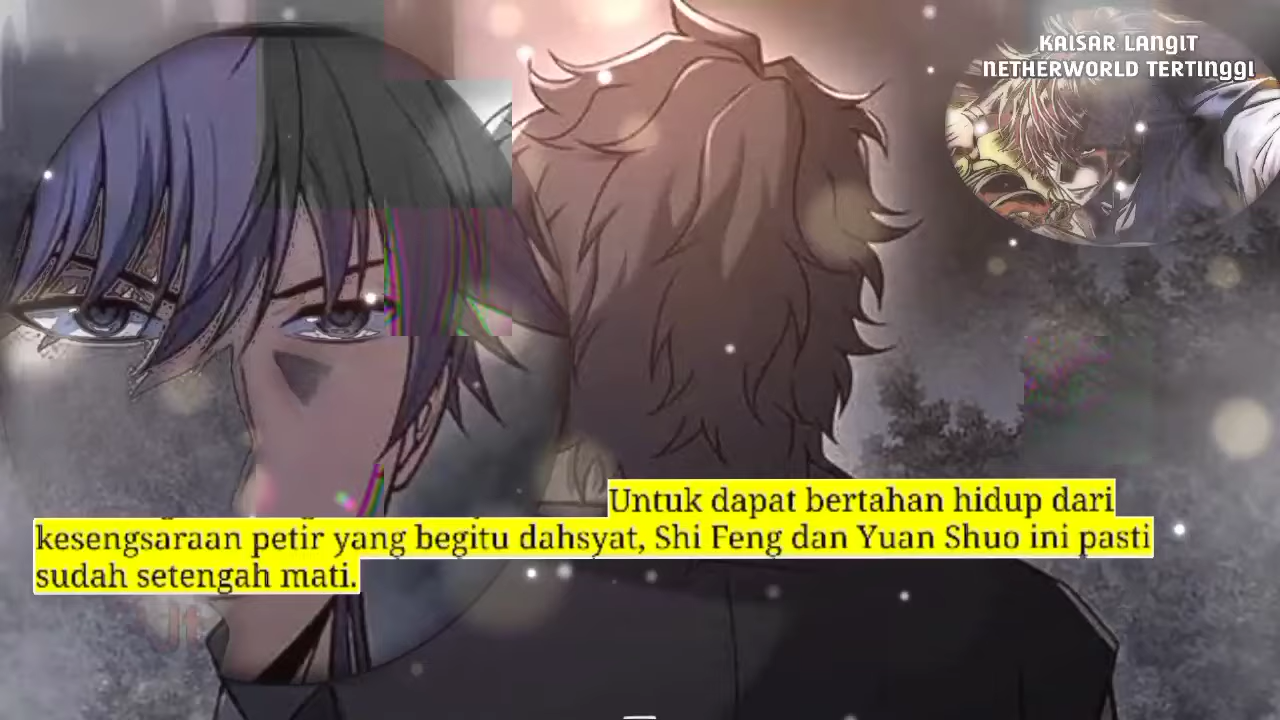 KAISAR LANGIT
NETHERWORLD TERTINGGI
Untuk dapat bertahan hidup dari
kesengsaraan petir yang begitu dahsyat, Shi Feng dan Yuan Shuo ini pasti
sudah setengah mati.